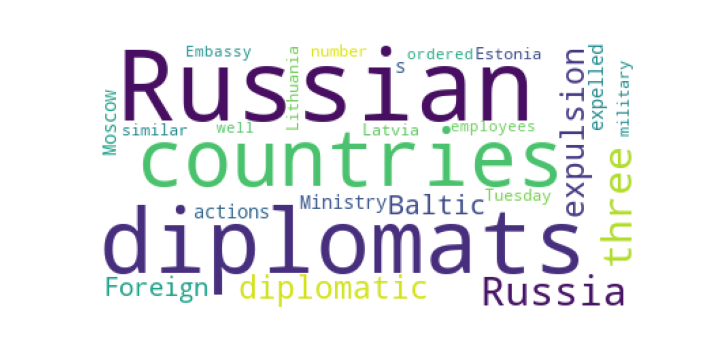 Embassy
Lithuania
number
ordered
Estonia
s
Russian
expulsion
expelled
military
Moscow
similar
well
Latvia
employees
countries
three
Tuesday
Ministry
Baltic
actions
diplomats
Foreign
diplomatic
Russia